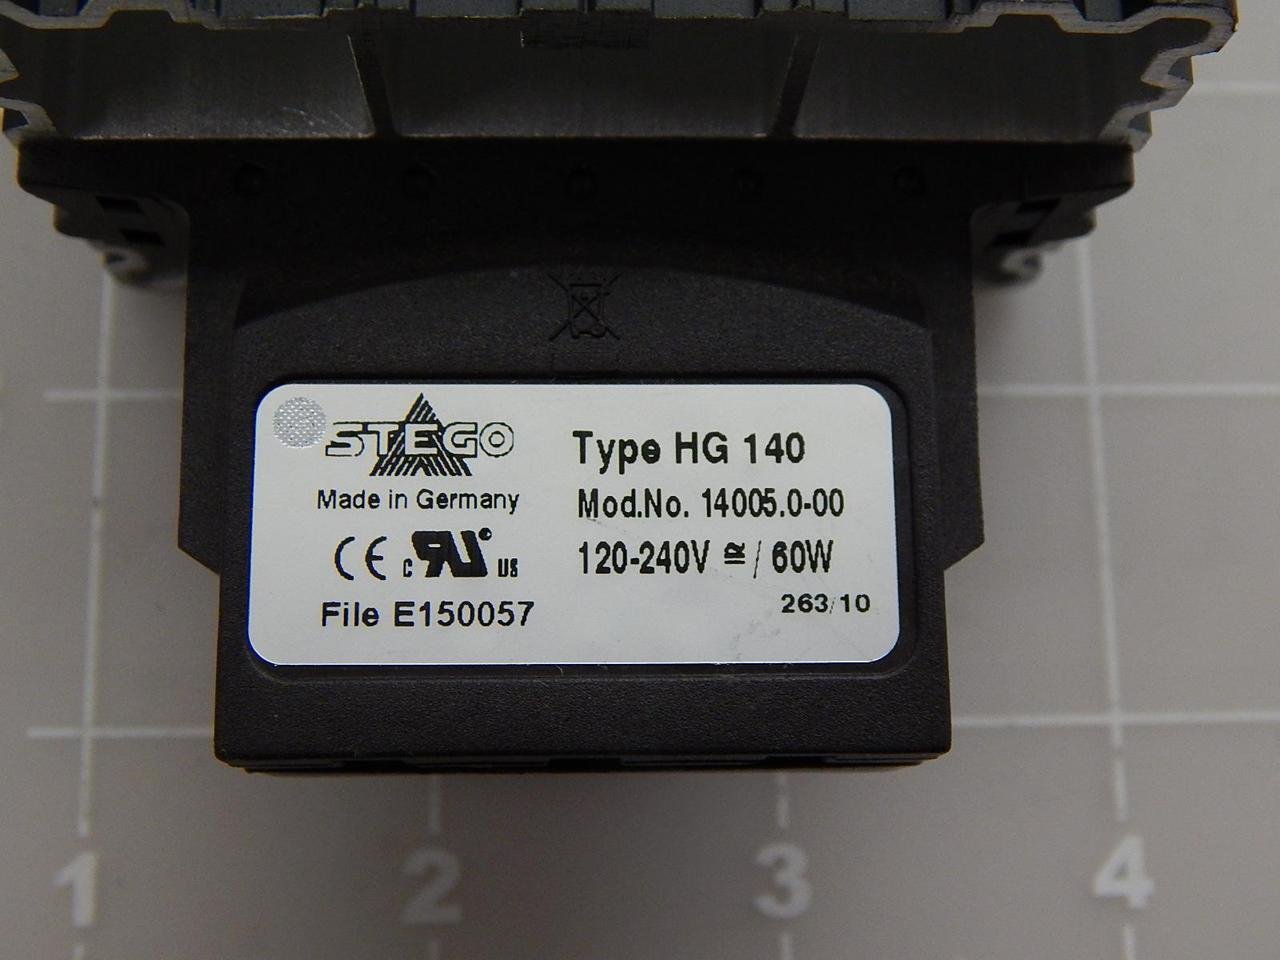 STEGO
Made in Germany
CE c RU® US
File E150057
Type HG 140
Mod.No. 14005.0-00
120-240V ≅ / 60W
263/10
1 2 3 4